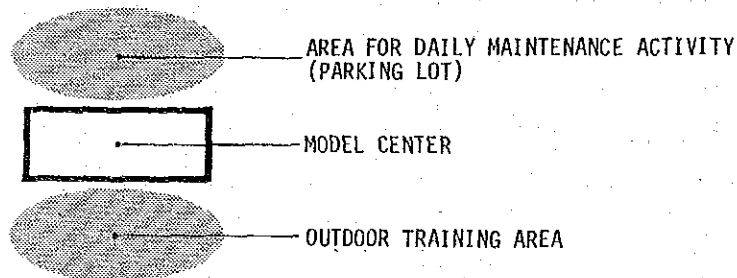 AREA FOR DAILY MAINTENANCE ACTIVITY
(PARKING LOT)
MODEL CENTER
OUTDOOR TRAINING AREA